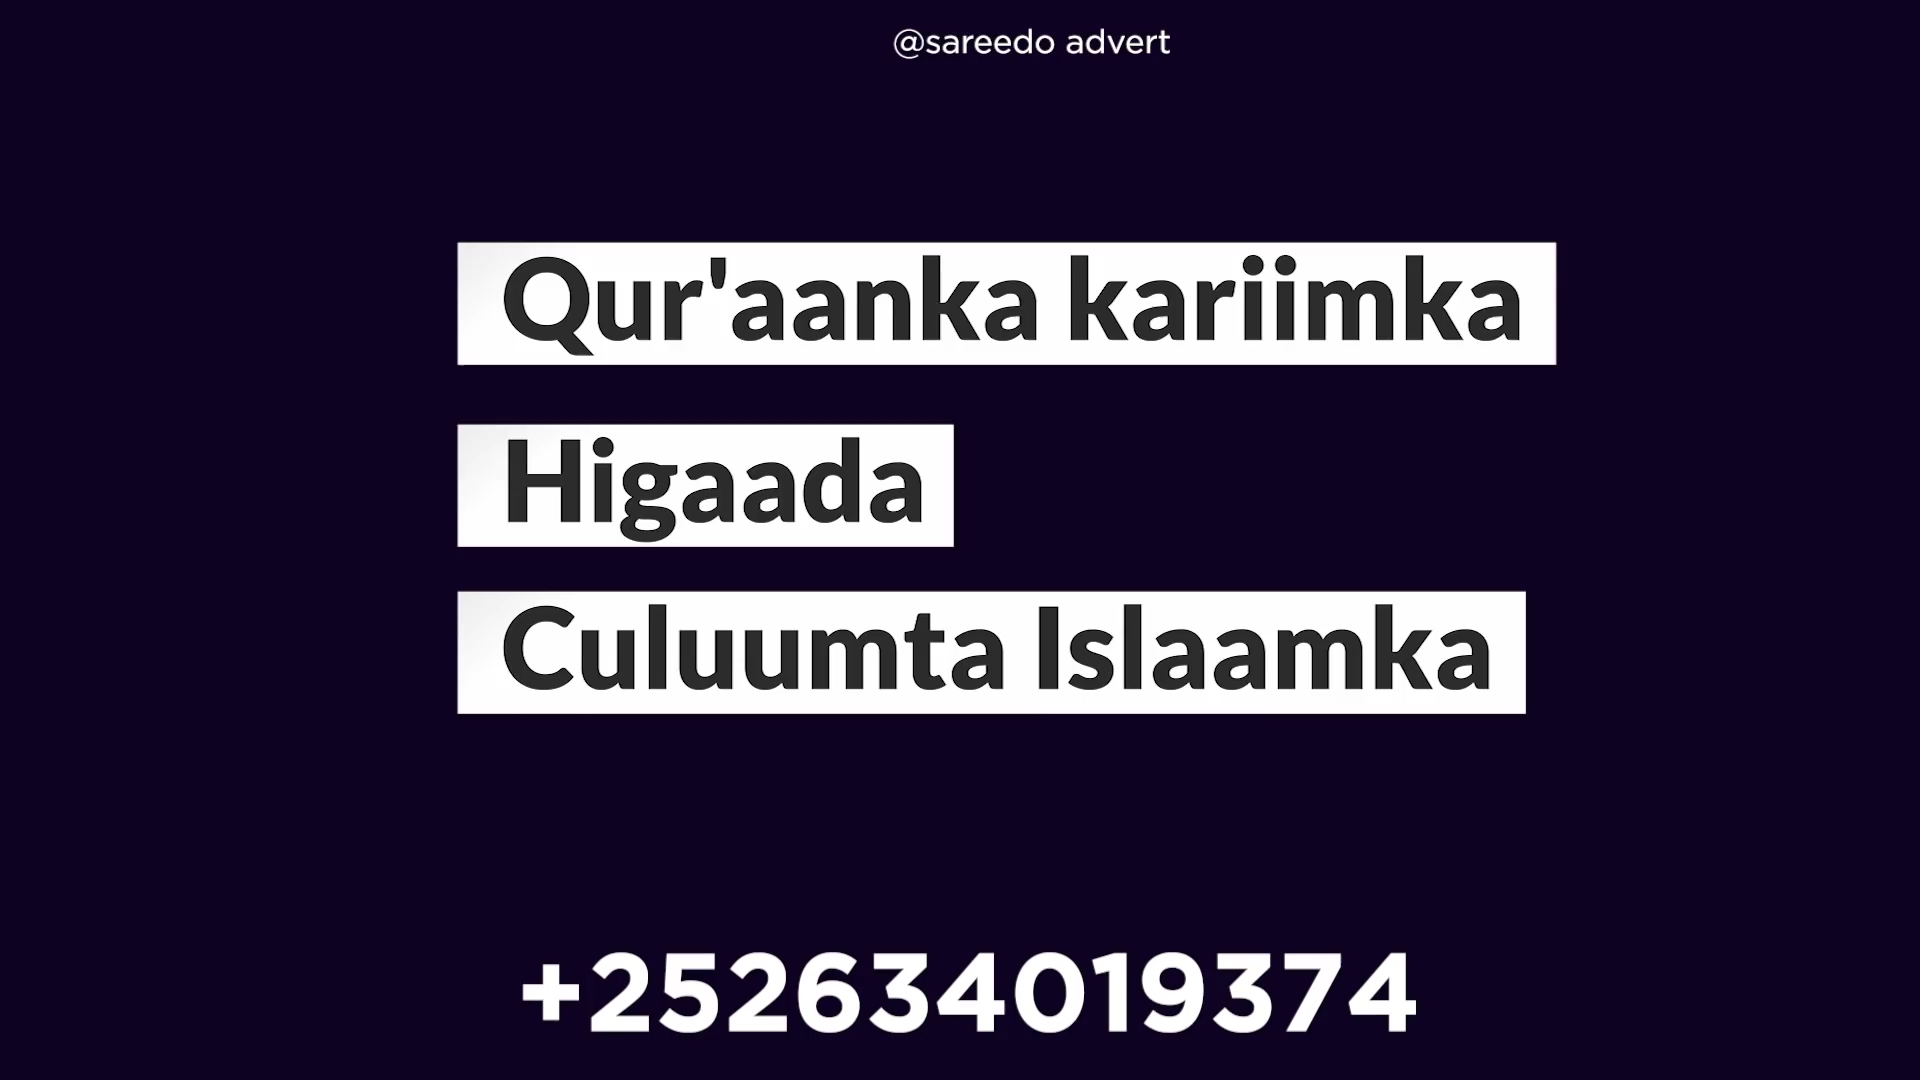 @sareedo advert
Qur'aanka kariimka
Higaada
Culuumta Islaamka
+252634019374